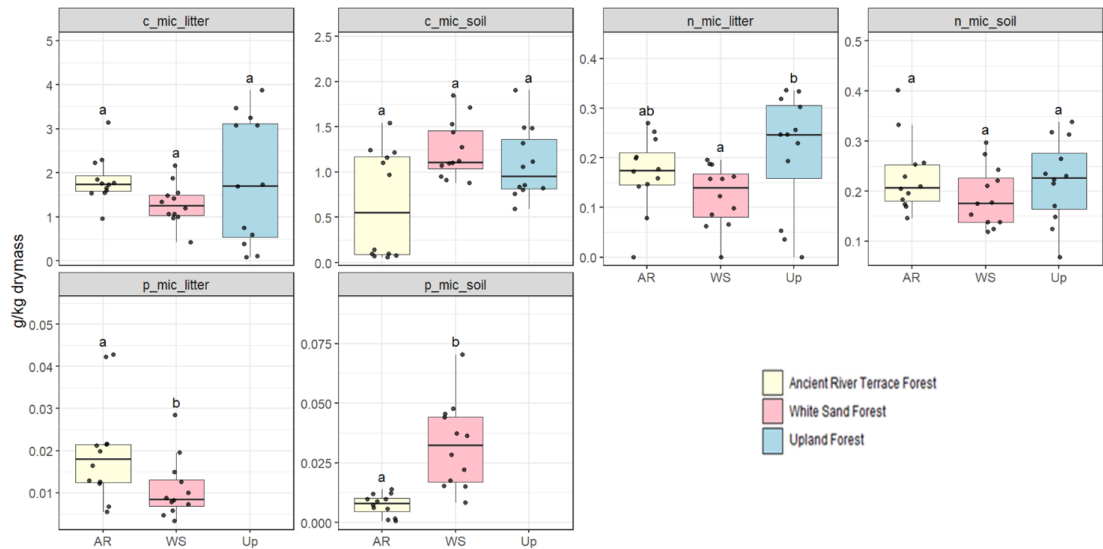 c_mic_litter
c_mic_soil
n_mic_litter
n_mic_soil
5
4
3
2
1
0
a
a
a
2.5
2.0
1.5
1.0
0.5
0.0
a
a
a
0.4
0.3
0.2
0.1
0.0
ab
a
b
AR
WS
Up
0.5
0.4
0.3
0.2
0.1
a
a
a
AR
WS
Up
g/kg drymass
p_mic_litter
p_mic_soil
0.05
0.04
0.03
0.02
0.01
a
b
AR
WS
Up
0.075
0.050
0.025
0.000
a
b
AR
WS
Up
Ancient River Terrace Forest
White Sand Forest
Upland Forest